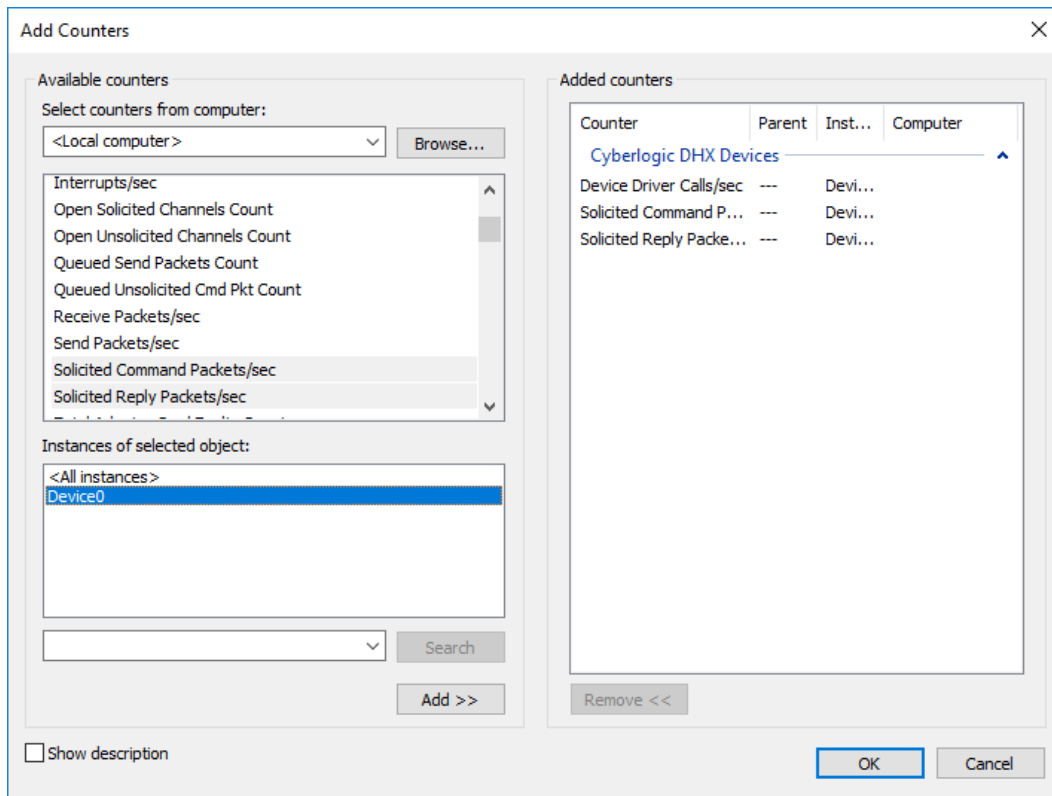 Add Counters
Available counters
Select counters from computer:
<Local computer>
Browse...
Interrupts/sec
Open Solicited Channels Count
Open Unsolicited Channels Count
Queued Send Packets Count
Queued Unsolicited Cmd Pkt Count
Receive Packets/sec
Send Packets/sec
Solicited Command Packets/sec
Solicited Reply Packets/sec
Instances of selected object:
<All instances>
Device0
Search
Add >>
Show description
Added counters
Counter Parent Inst... Computer
Cyberlogic DHX Devices
Device Driver Calls/sec --- Devi...
Solicited Command P... --- Devi...
Solicited Reply Packe... --- Devi...
Remove <<
OK Cancel